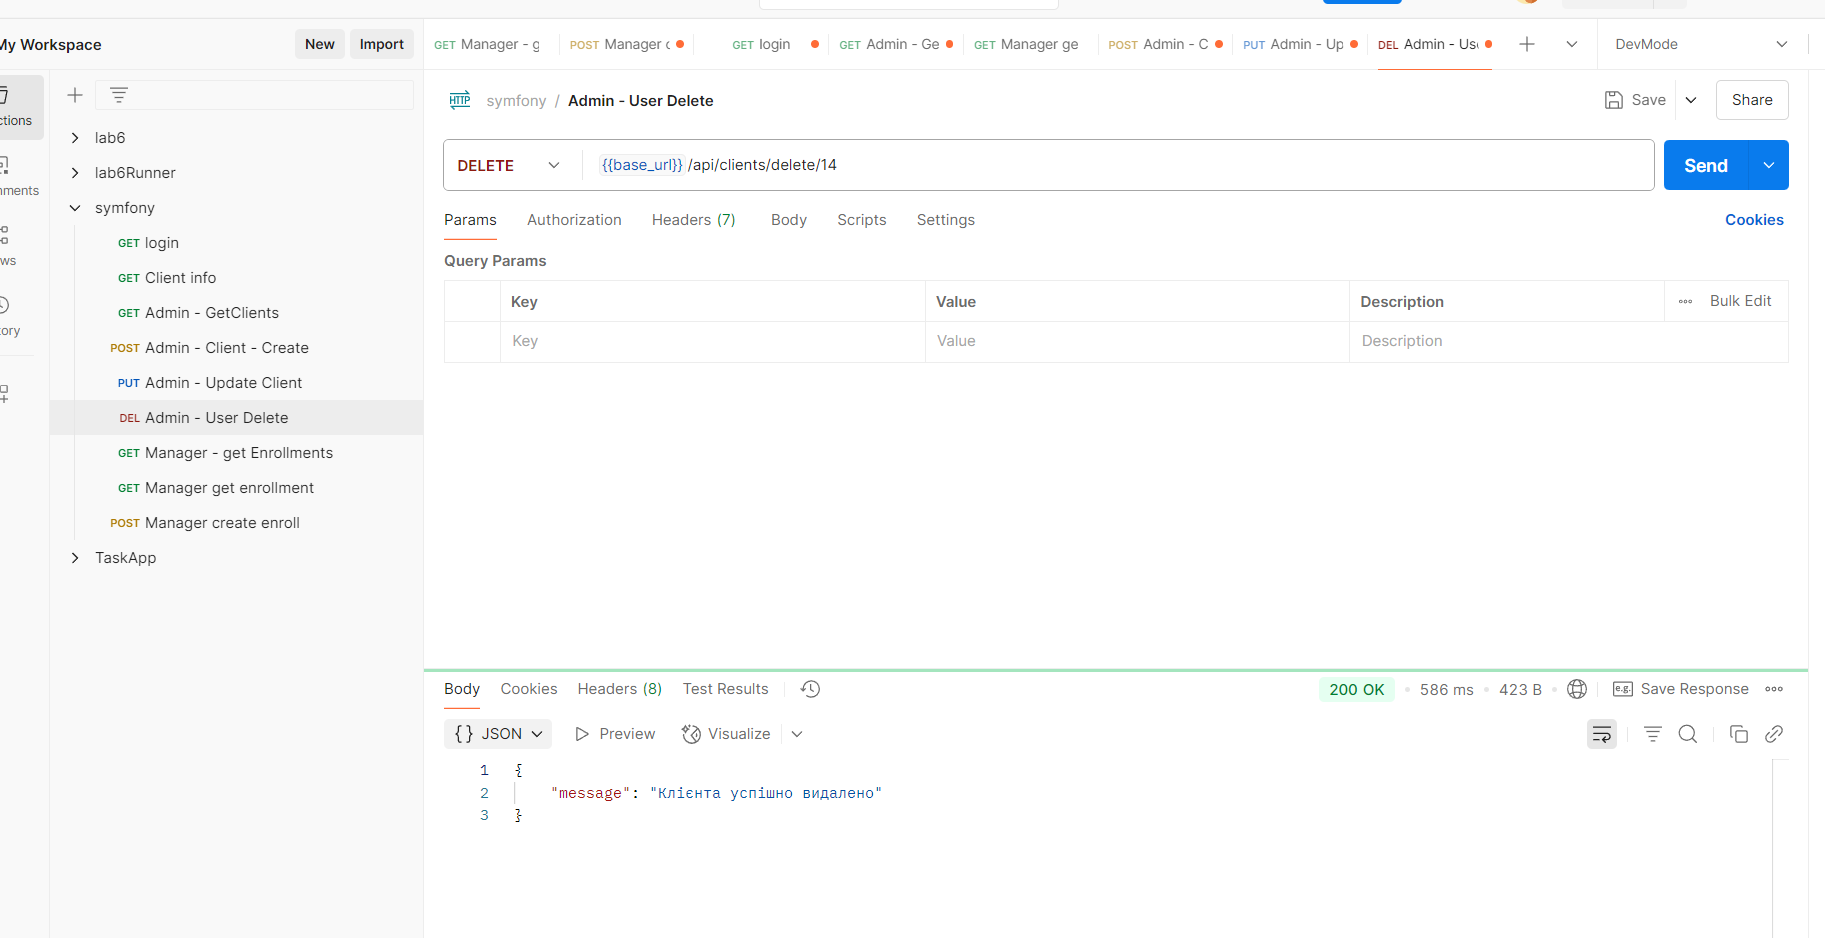 My Workspace
New
Import
GET Manager - g
POST Manager c
GET login
GET Admin - Ge
GET Manager ge
POST Admin - C
PUT Admin - Up
DEL Admin - Use
DevMode
ctions
lab6
lab6Runner
symfony
GET login
GET Client info
GET Admin - GetClients
POST Admin - Client - Create
PUT Admin - Update Client
DEL Admin - User Delete
GET Manager - get Enrollments
GET Manager get enrollment
POST Manager create enroll
TaskApp
nments
ws
tory
HTTP symfony / Admin - User Delete
Save
Share
DELETE
{{base_url}} /api/clients/delete/14
Send
Params
Authorization
Headers (7)
Body
Scripts
Settings
Cookies
Query Params
Key
Value
Description
Bulk Edit
Key
Value
Description
Body
Cookies
Headers (8)
Test Results
200 OK
586 ms
423 B
e.g. Save Response
{} JSON
Preview
Visualize
1 {
2 "message": "Клієнта успішно видалено"
3 }